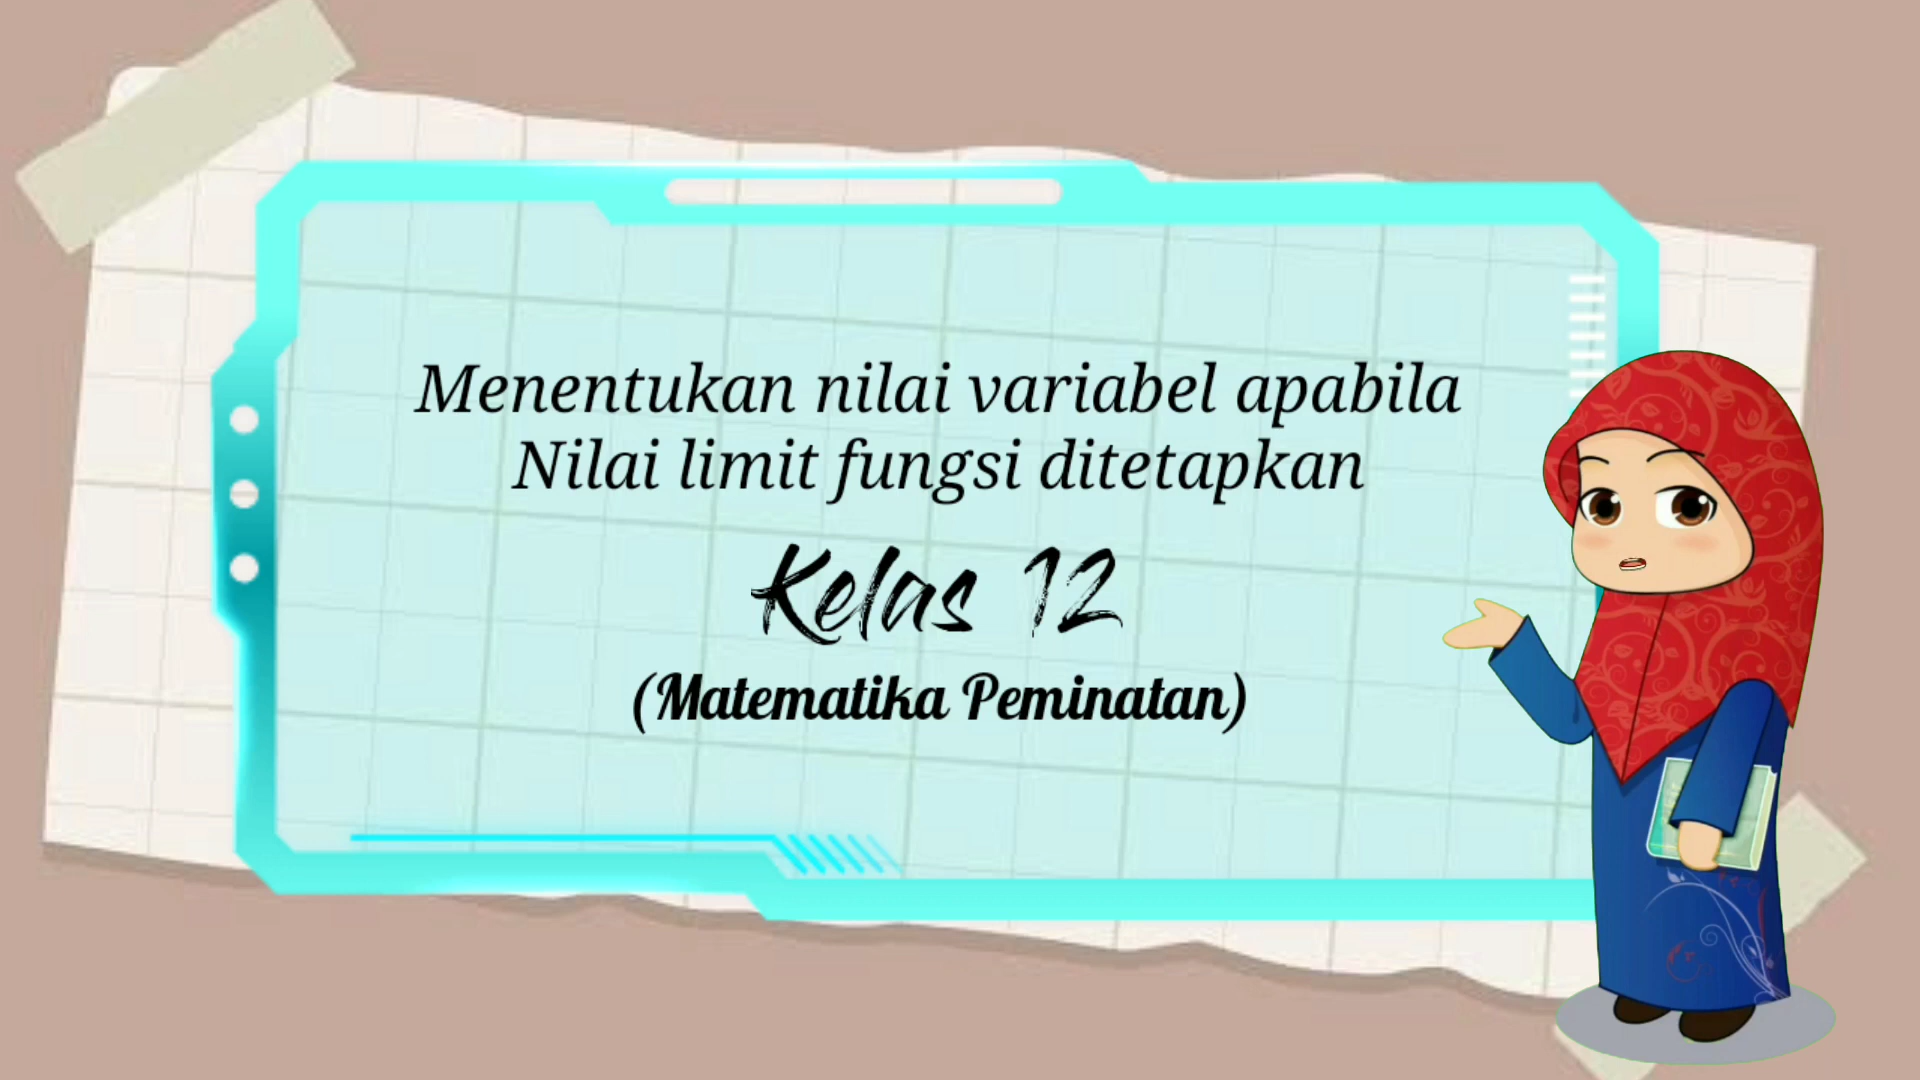 Menentukan nilai variabel apabila
Nilai limit fungsi ditetapkan
Kelas 12
(Matematika Peminatan)